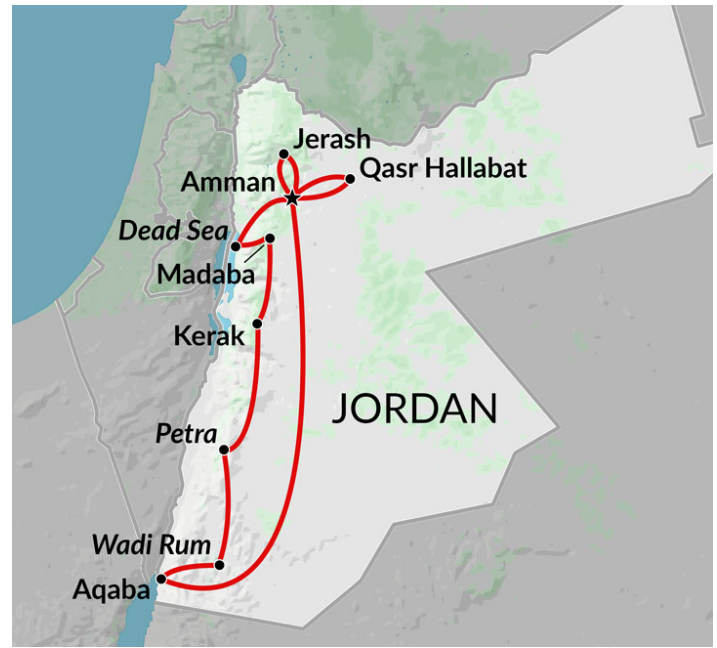 Jerash
Qasr Hallabat
Amman
Dead Sea
Madaba
Kerak
JORDAN
Petra
Wadi Rum
Aqaba